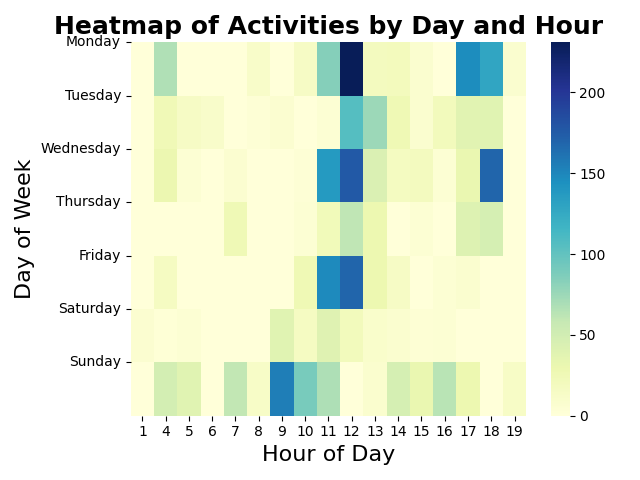 Heatmap of Activities by Day and Hour
Day of Week
Monday
Tuesday
Wednesday
Thursday
Friday
Saturday
Sunday
1 4 5 6 7 8 9 10 11 12 13 14 15 16 17 18 19
Hour of Day
200
150
100
50
0